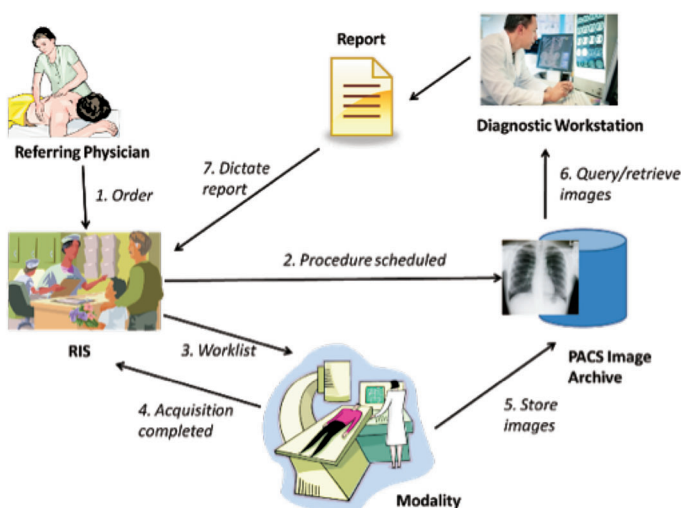 Report
Referring Physician
Diagnostic Workstation
1. Order
7. Dictate
report
6. Query/retrieve
images
2. Procedure scheduled
RIS
3. Worklist
PACS Image
Archive
4. Acquisition
completed
5. Store
images
Modality